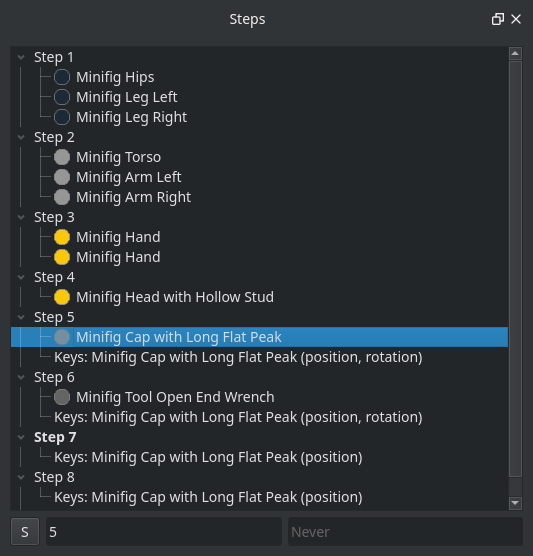 Steps
Step 1
Minifig Hips
Minifig Leg Left
Minifig Leg Right
Step 2
Minifig Torso
Minifig Arm Left
Minifig Arm Right
Step 3
Minifig Hand
Minifig Hand
Step 4
Minifig Head with Hollow Stud
Step 5
Minifig Cap with Long Flat Peak
Keys: Minifig Cap with Long Flat Peak (position, rotation)
Step 6
Minifig Tool Open End Wrench
Keys: Minifig Cap with Long Flat Peak (position, rotation)
Step 7
Keys: Minifig Cap with Long Flat Peak (position)
Step 8
Keys: Minifig Cap with Long Flat Peak (position)
S 5 Never